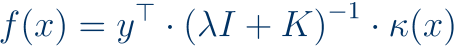 f(x) = y⊤ · (λI + K)⁻¹ · κ(x)